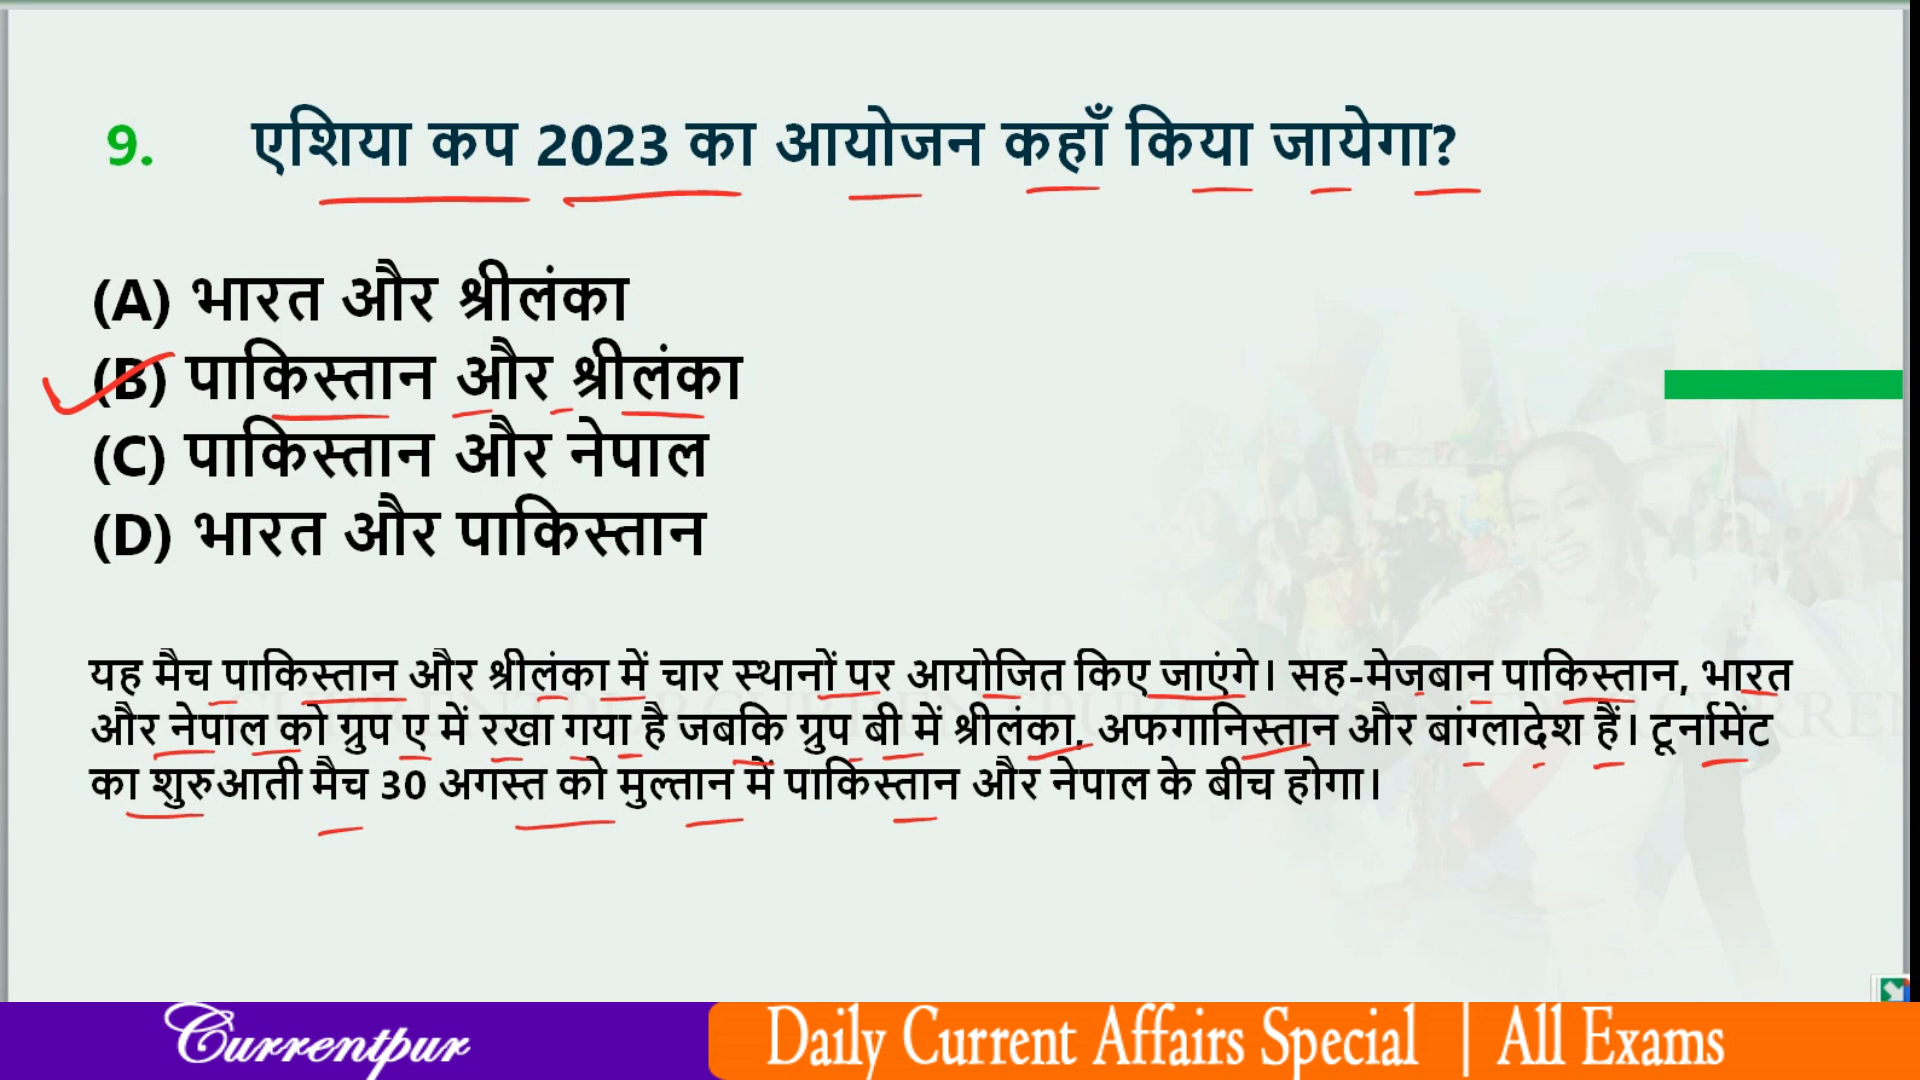 9. एशिया कप 2023 का आयोजन कहाँ किया जायेगा?
(A) भारत और श्रीलंका
(B) पाकिस्तान और श्रीलंका
(C) पाकिस्तान और नेपाल
(D) भारत और पाकिस्तान
यह मैच पाकिस्तान और श्रीलंका में चार स्थानों पर आयोजित किए जाएंगे। सह-मेजबान पाकिस्तान, भारत
और नेपाल को ग्रुप ए में रखा गया है जबकि ग्रुप बी में श्रीलंका, अफगानिस्तान और बांग्लादेश हैं। टूर्नामेंट
का शुरुआती मैच 30 अगस्त को मुल्तान में पाकिस्तान और नेपाल के बीच होगा।
Currentpur
Daily Current Affairs Special | All Exams